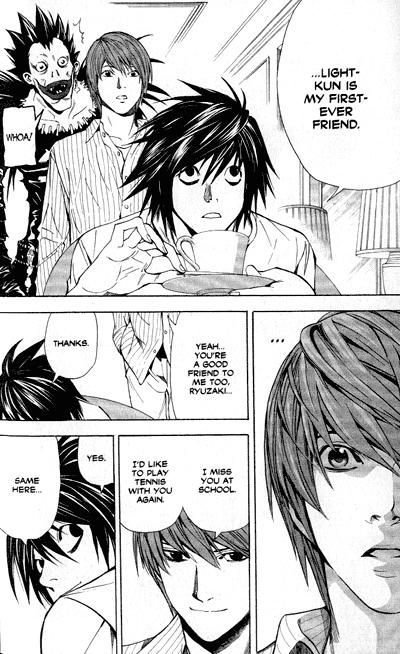 ...LIGHT-
KUN IS
MY FIRST-
EVER
FRIEND.
WHOA!
...
YEAH...
YOU'RE
A GOOD
FRIEND TO
ME TOO,
RYUZAKI...
THANKS.
I MISS
YOU AT
SCHOOL.
I'D LIKE
TO PLAY
TENNIS
WITH YOU
AGAIN.
YES.
SAME
HERE...